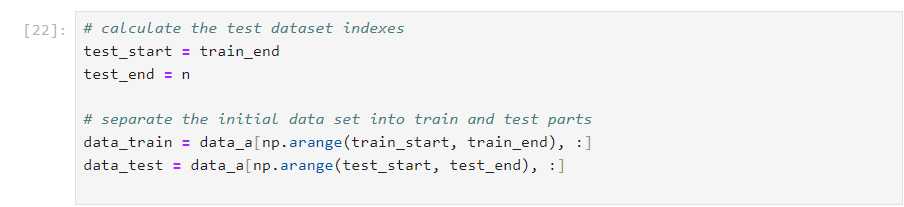 [22]:
# calculate the test dataset indexes
test_start = train_end
test_end = n
# separate the initial data set into train and test parts
data_train = data_a[np.arange(train_start, train_end), :]
data_test = data_a[np.arange(test_start, test_end), :]